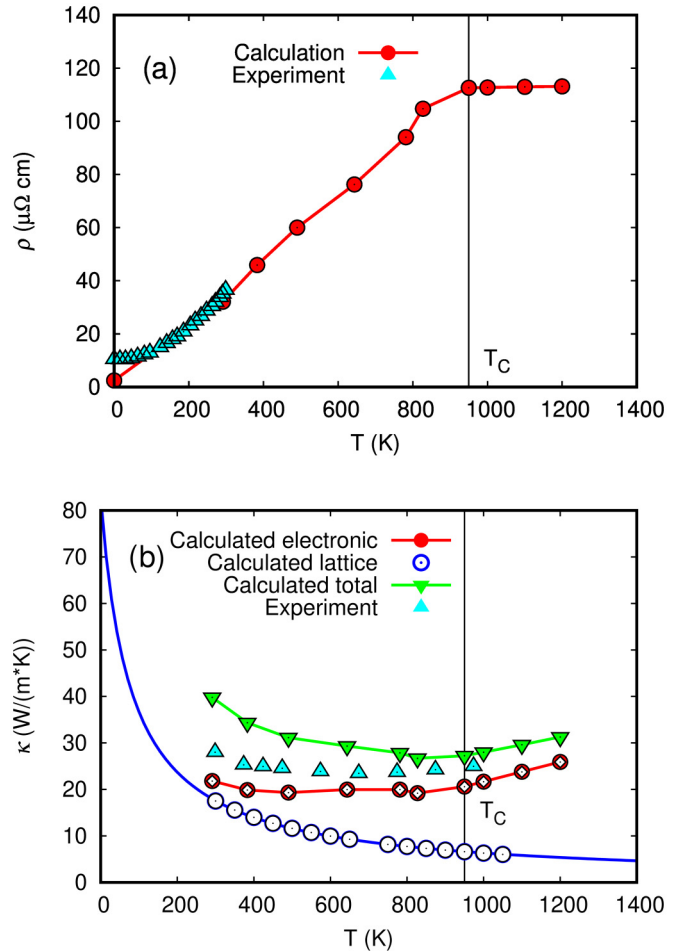 140
120
100
80
60
40
20
0
ρ (μΩ cm)
(a)
Calculation
Experiment
T_C
0 200 400 600 800 1000 1200 1400
T (K)
80
70
60
50
40
30
20
10
0
κ (W/(m*K))
(b)
Calculated electronic
Calculated lattice
Calculated total
Experiment
T_C
0 200 400 600 800 1000 1200 1400
T (K)